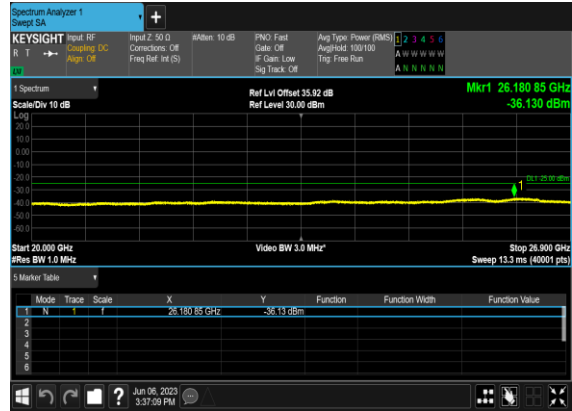 Spectrum Analyzer 1
Swept SA
+
KEYSIGHT Input: RF Input Z: 50 Ω #Atten: 10 dB PNO: Fast Avg Type: Power (RMS) 1 2 3 4 5 6
R T Coupling: DC Corrections: Off Gate: Off Avg|Hold: 100/100 A W W W W W
Align: Off Freq Ref: Int (S) IF Gain: Low Trig: Free Run
Sig Track: Off A N N N N N
1 Spectrum Ref Lvl Offset 35.92 dB Mkr1 26.180 85 GHz
Scale/Div 10 dB Ref Level 30.00 dBm -36.130 dBm
Log
20.0
10.0
0.00
-10.0
-20.0
-30.0
-40.0
-50.0
-60.0
1
DL1 -25.00 dBm
Start 20.000 GHz Video BW 3.0 MHz* Stop 26.900 GHz
#Res BW 1.0 MHz Sweep 13.3 ms (40001 pts)
5 Marker Table
Mode Trace Scale X Y Function Function Width Function Value
1 N 1 f 26.180 85 GHz -36.13 dBm
2
3
4
5
6
? Jun 06, 2023
3:37:09 PM